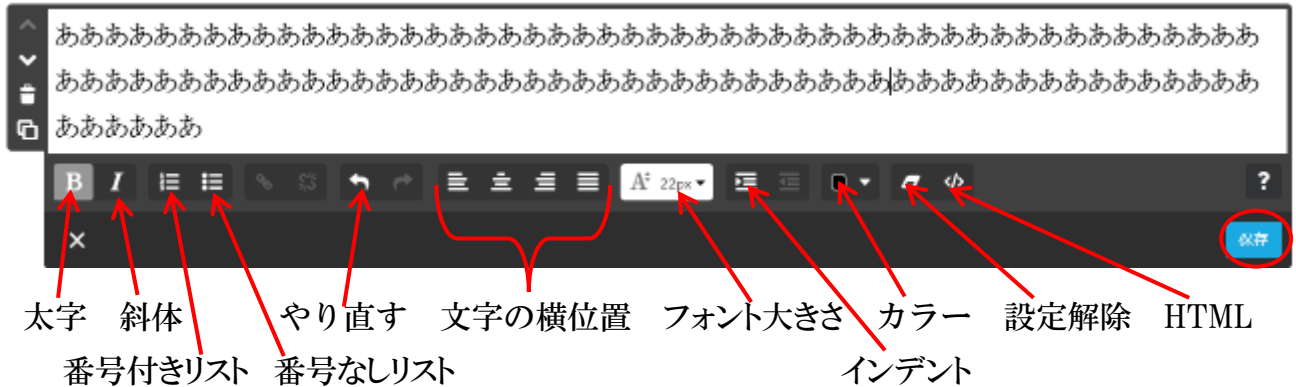 あああああああああああああああああああああああああああああああああああああああああああああああああ
あああああああああああああああああああああああああああああああああああああああああああああああああ
ああああああ
B I A 22px ?
保存
太字 斜体 やり直す 文字の横位置 フォント大きさ カラー 設定解除 HTML
番号付きリスト 番号なしリスト インデント